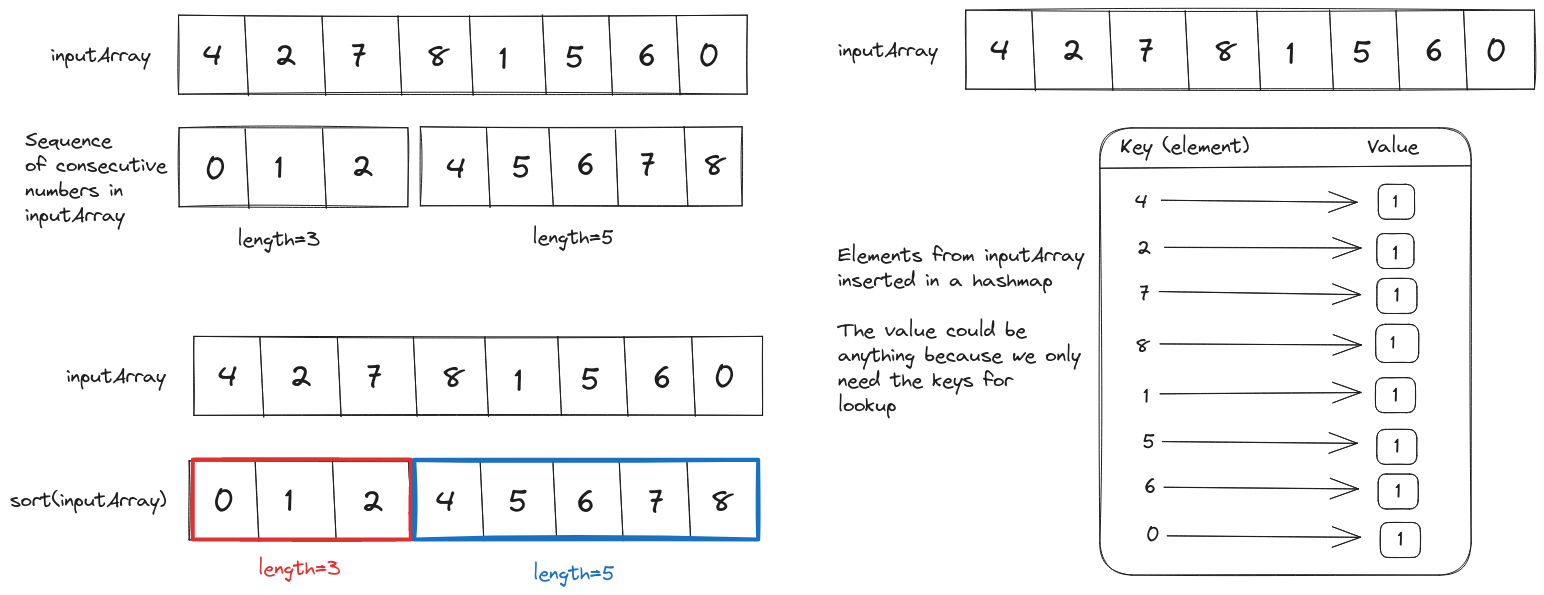 inputArray 4 2 7 8 1 5 6 0
Sequence
of consecutive
numbers in
inputArray
0 1 2 4 5 6 7 8
length=3 length=5
inputArray 4 2 7 8 1 5 6 0
sort(inputArray) 0 1 2 4 5 6 7 8
length=3 length=5
inputArray 4 2 7 8 1 5 6 0
Key (element) Value
4 1
2 1
7 1
8 1
1 1
5 1
6 1
0 1
Elements from inputArray
inserted in a hashmap
The value could be
anything because we only
need the keys for
lookup